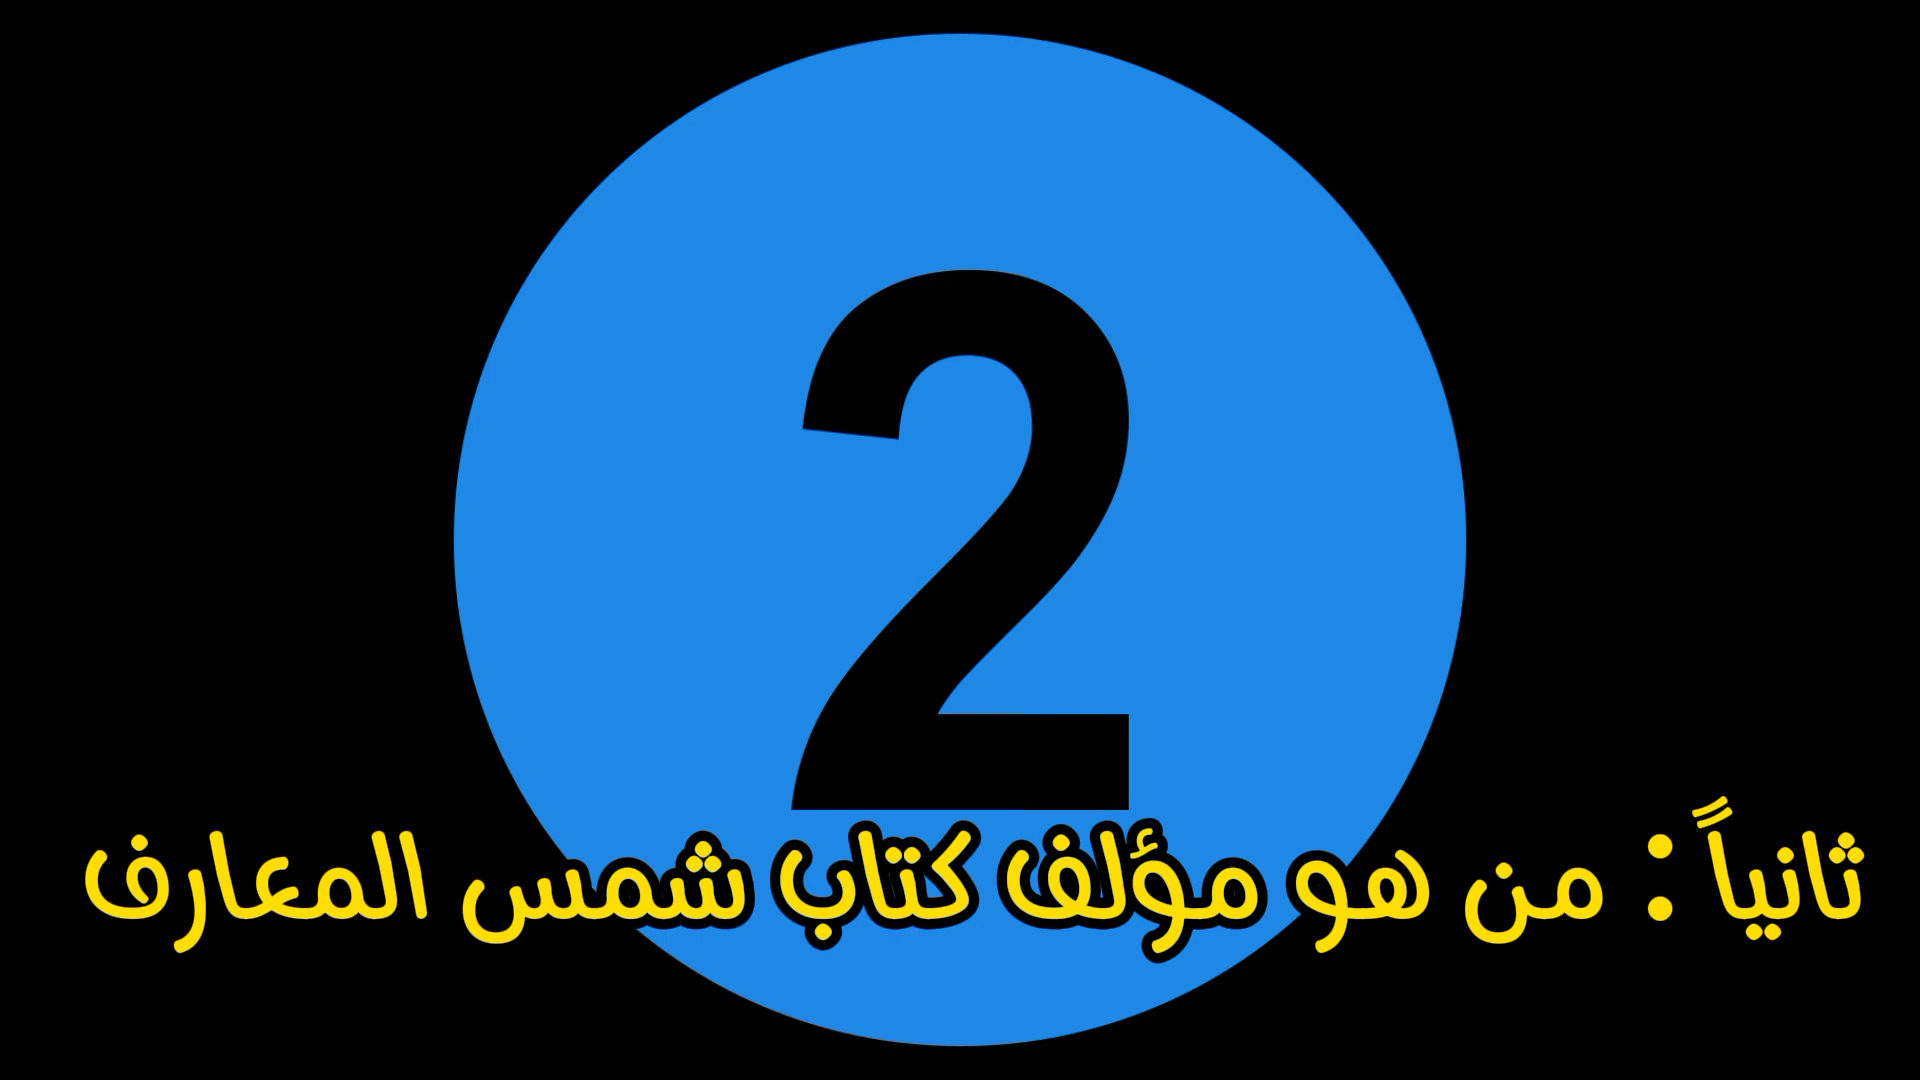 2
ثانياً : من هو مؤلف كتاب شمس المعارف